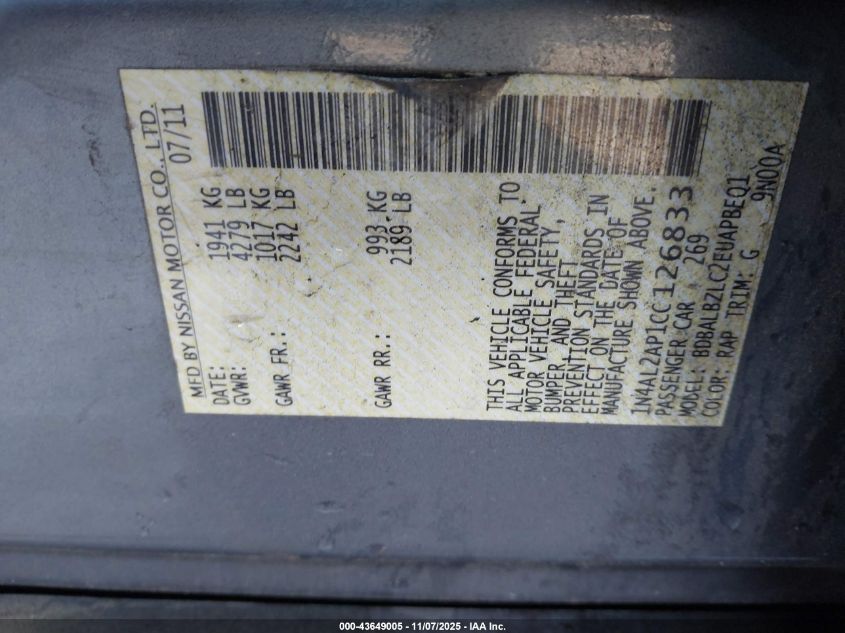 MFD BY NISSAN MOTOR CO., LTD.
DATE: 07/11
GVWR: 1941 KG
4279 LB
GAWR FR.: 1017 KG
2242 LB
GAWR RR.: 993 KG
2189 LB
THIS VEHICLE CONFORMS TO
ALL APPLICABLE FEDERAL
MOTOR VEHICLE SAFETY,
BUMPER, AND THEFT
PREVENTION STANDARDS IN
EFFECT ON THE DATE OF
MANUFACTURE SHOWN ABOVE.
1N4AL2AP1CC126833
PASSENGER CAR 269
MODEL: BDBALBZLC2EUAPBEQ1
COLOR: RAP TRIM: G 9N00A
000-43649005 - 11/07/2025 - IAA Inc.